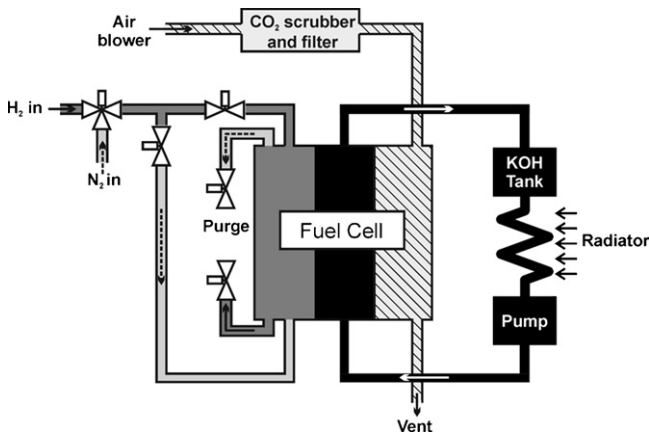 Air
blower
CO₂ scrubber
and filter
H₂ in
N₂ in
Purge
Fuel Cell
KOH
Tank
Radiator
Pump
Vent